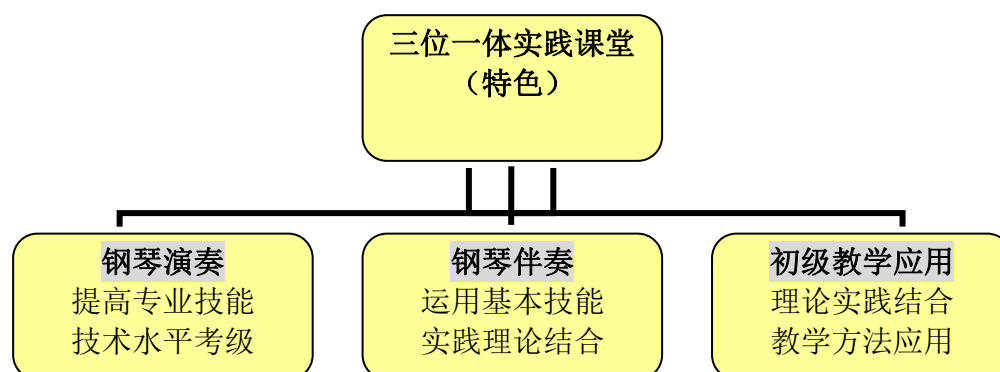 三位一体实践课堂
（特色）
钢琴演奏
提高专业技能
技术水平考级
钢琴伴奏
运用基本技能
实践理论结合
初级教学应用
理论实践结合
教学方法应用